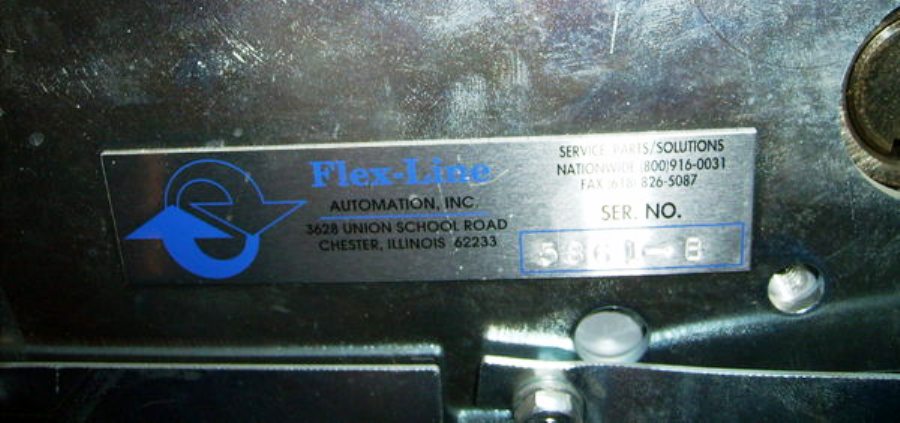 Flex-Line
AUTOMATION, INC.
3628 UNION SCHOOL ROAD
CHESTER, ILLINOIS 62233
SERVICE, PARTS/SOLUTIONS
NATIONWIDE (800)916-0031
FAX (618) 826-5087
SER. NO.
5861-B